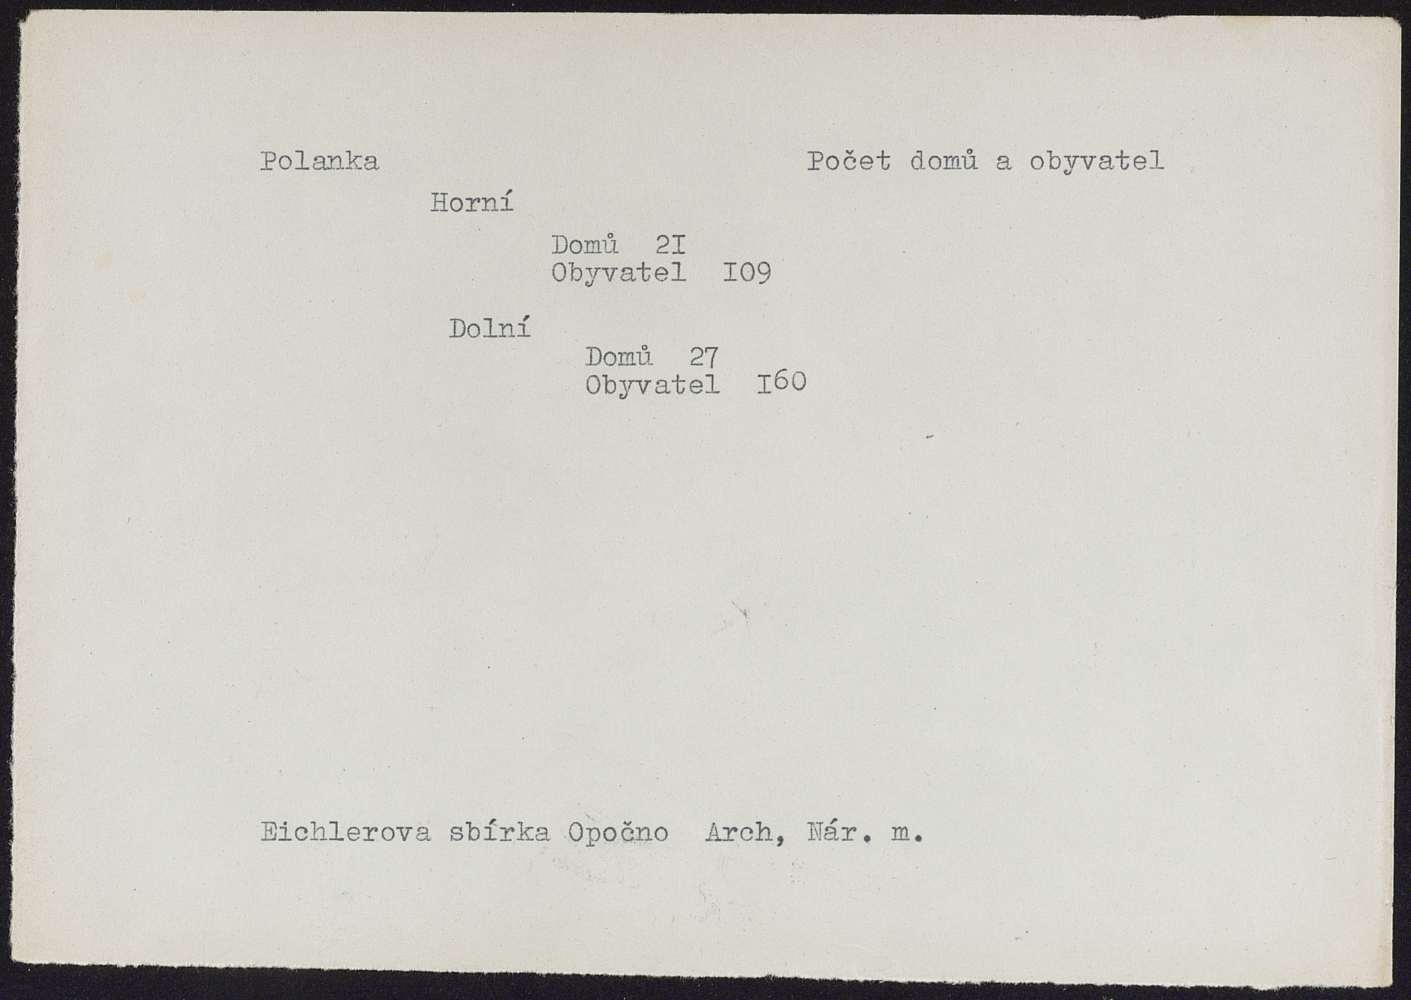 Polanka Počet domů a obyvatel
Horní
Domů 2I
Obyvatel I09
Dolní
Domů 27
Obyvatel I60
Eichlerova sbírka Opočno Arch, Nár. m.